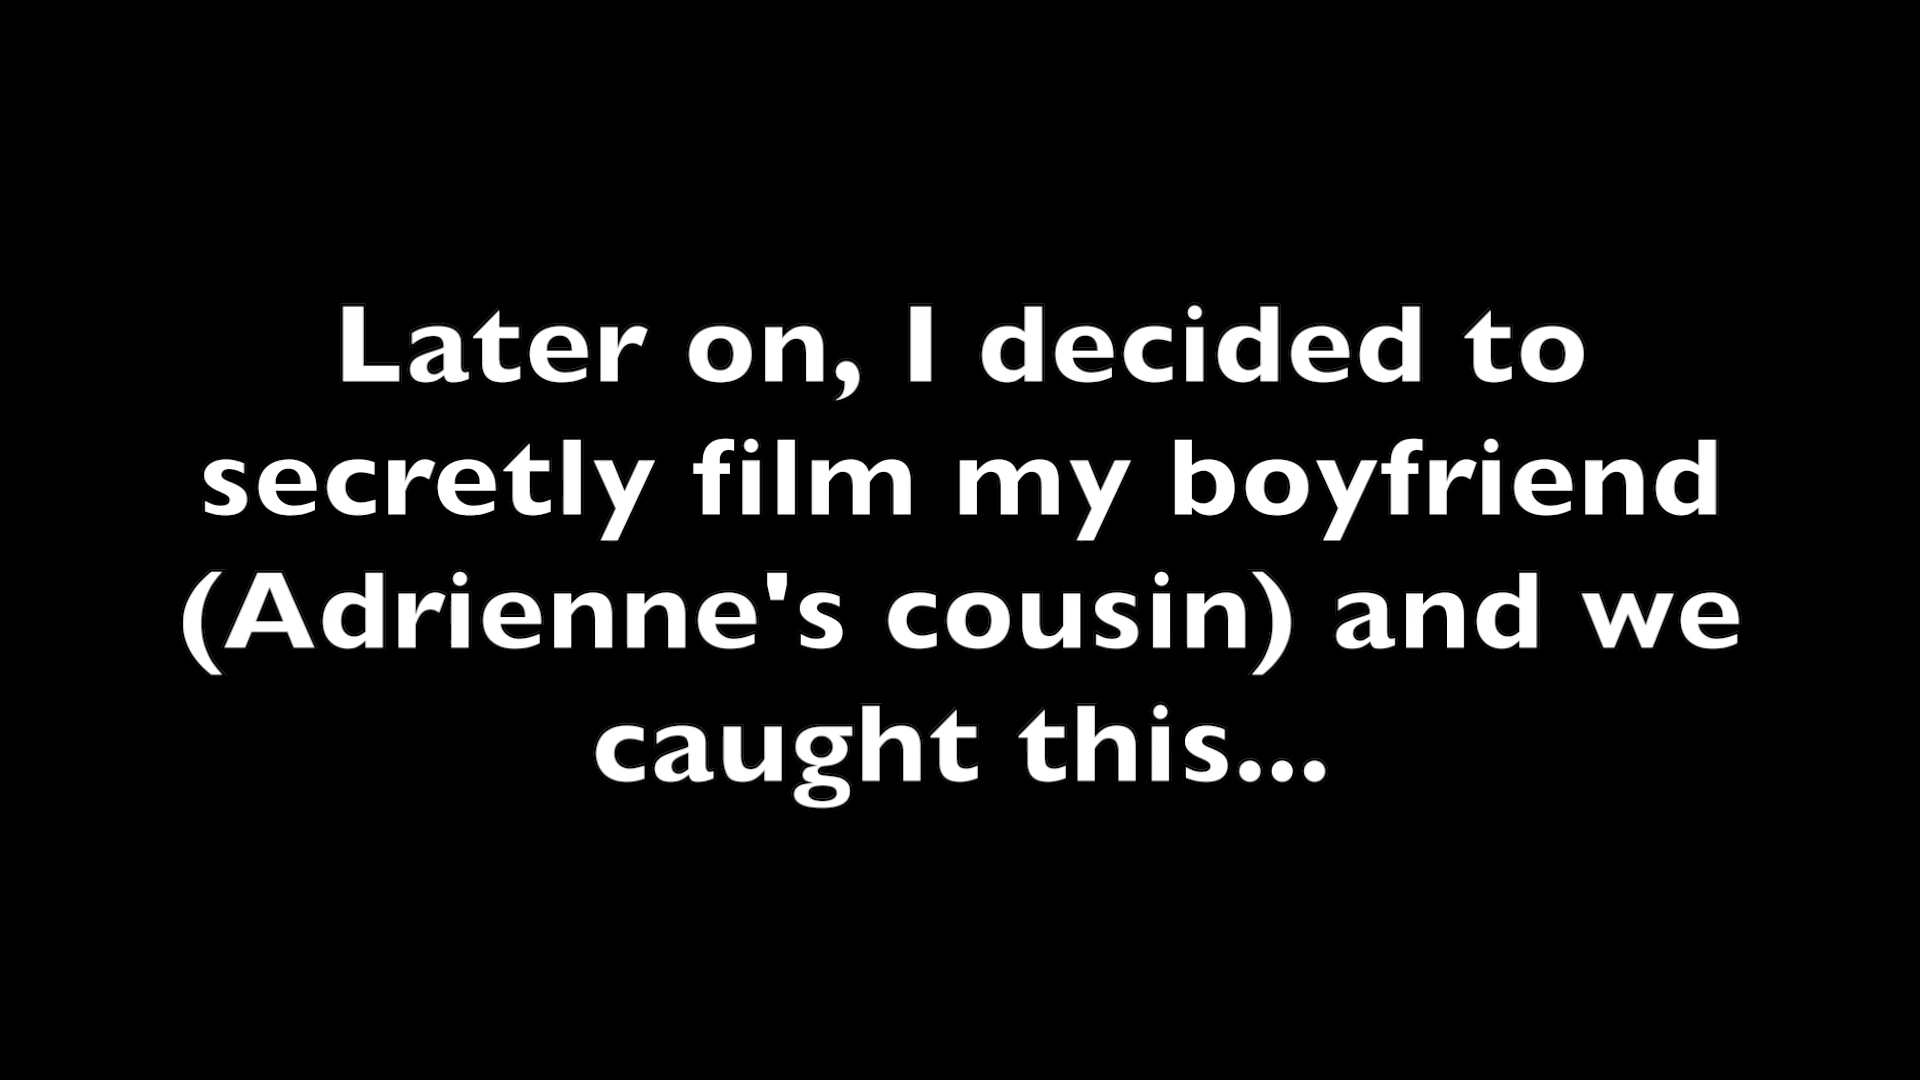 Later on, I decided to
secretly film my boyfriend
(Adrienne's cousin) and we
caught this...